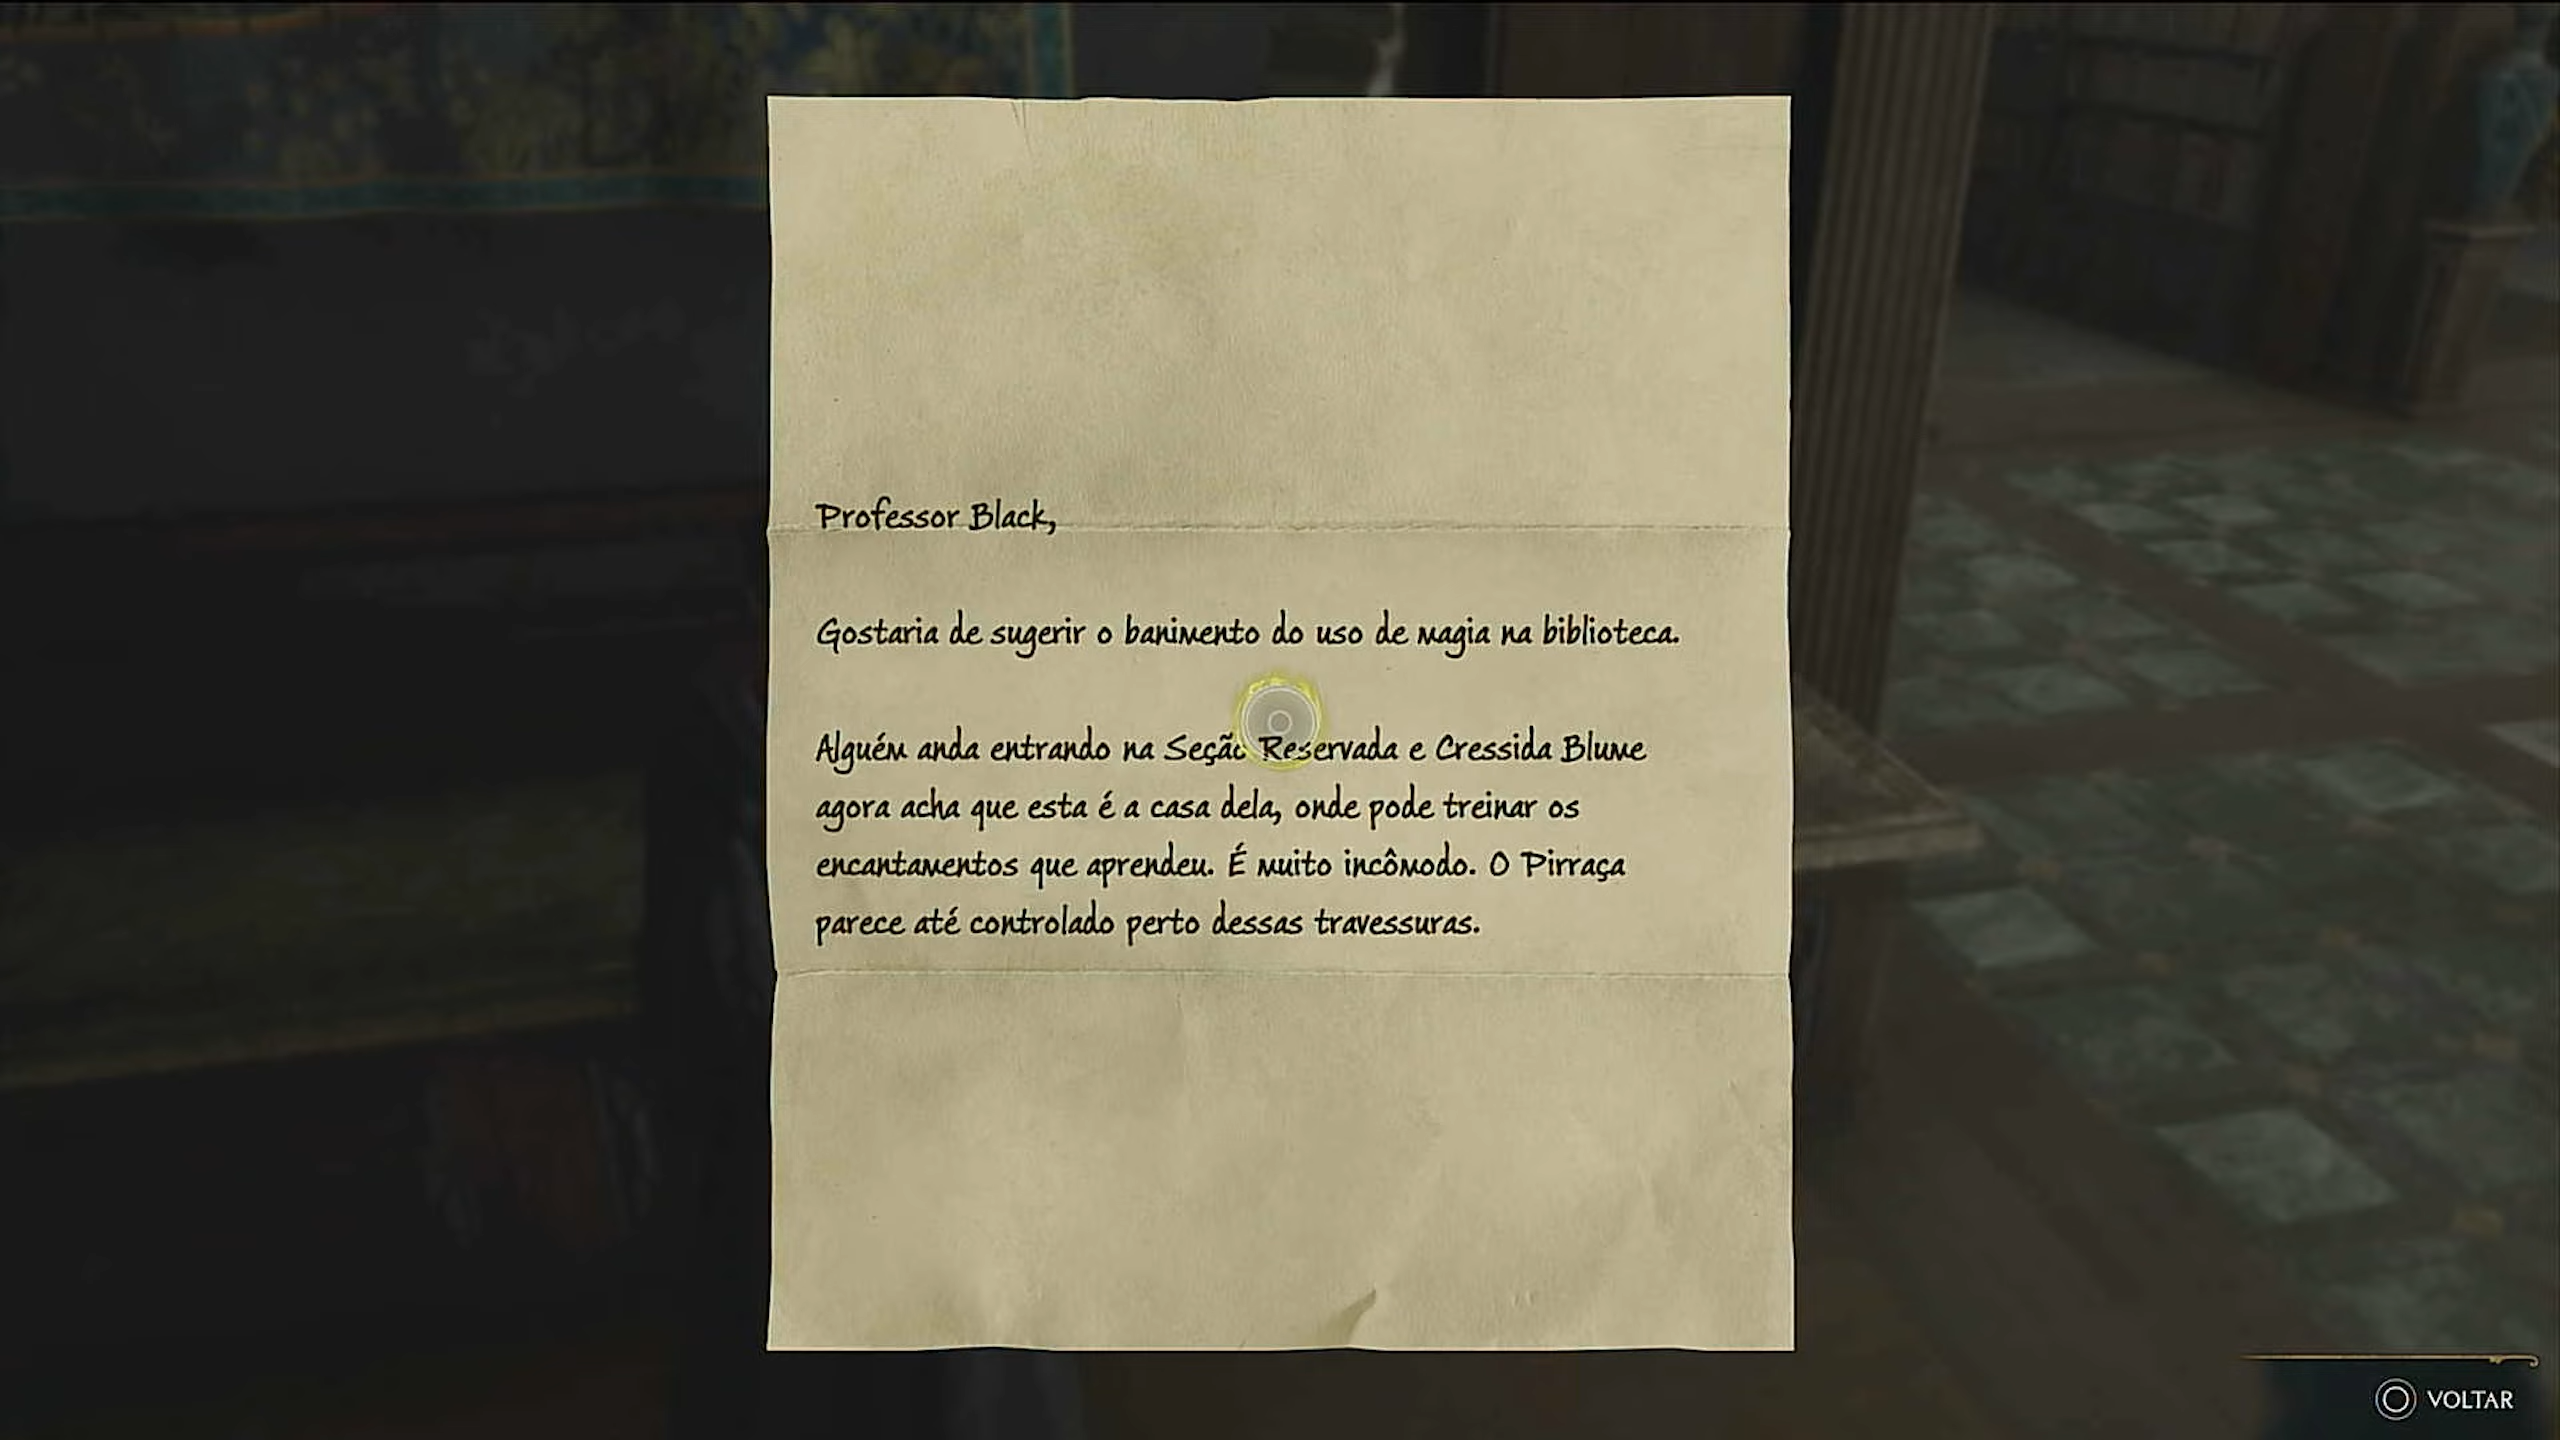 Professor Black,
Gostaria de sugerir o banimento do uso de magia na biblioteca.
Alguém anda entrando na Seção Reservada e Cressida Blume
agora acha que esta é a casa dela, onde pode treinar os
encantamentos que aprendeu. É muito incômodo. O Pirraça
parece até controlado perto dessas travessuras.
VOLTAR